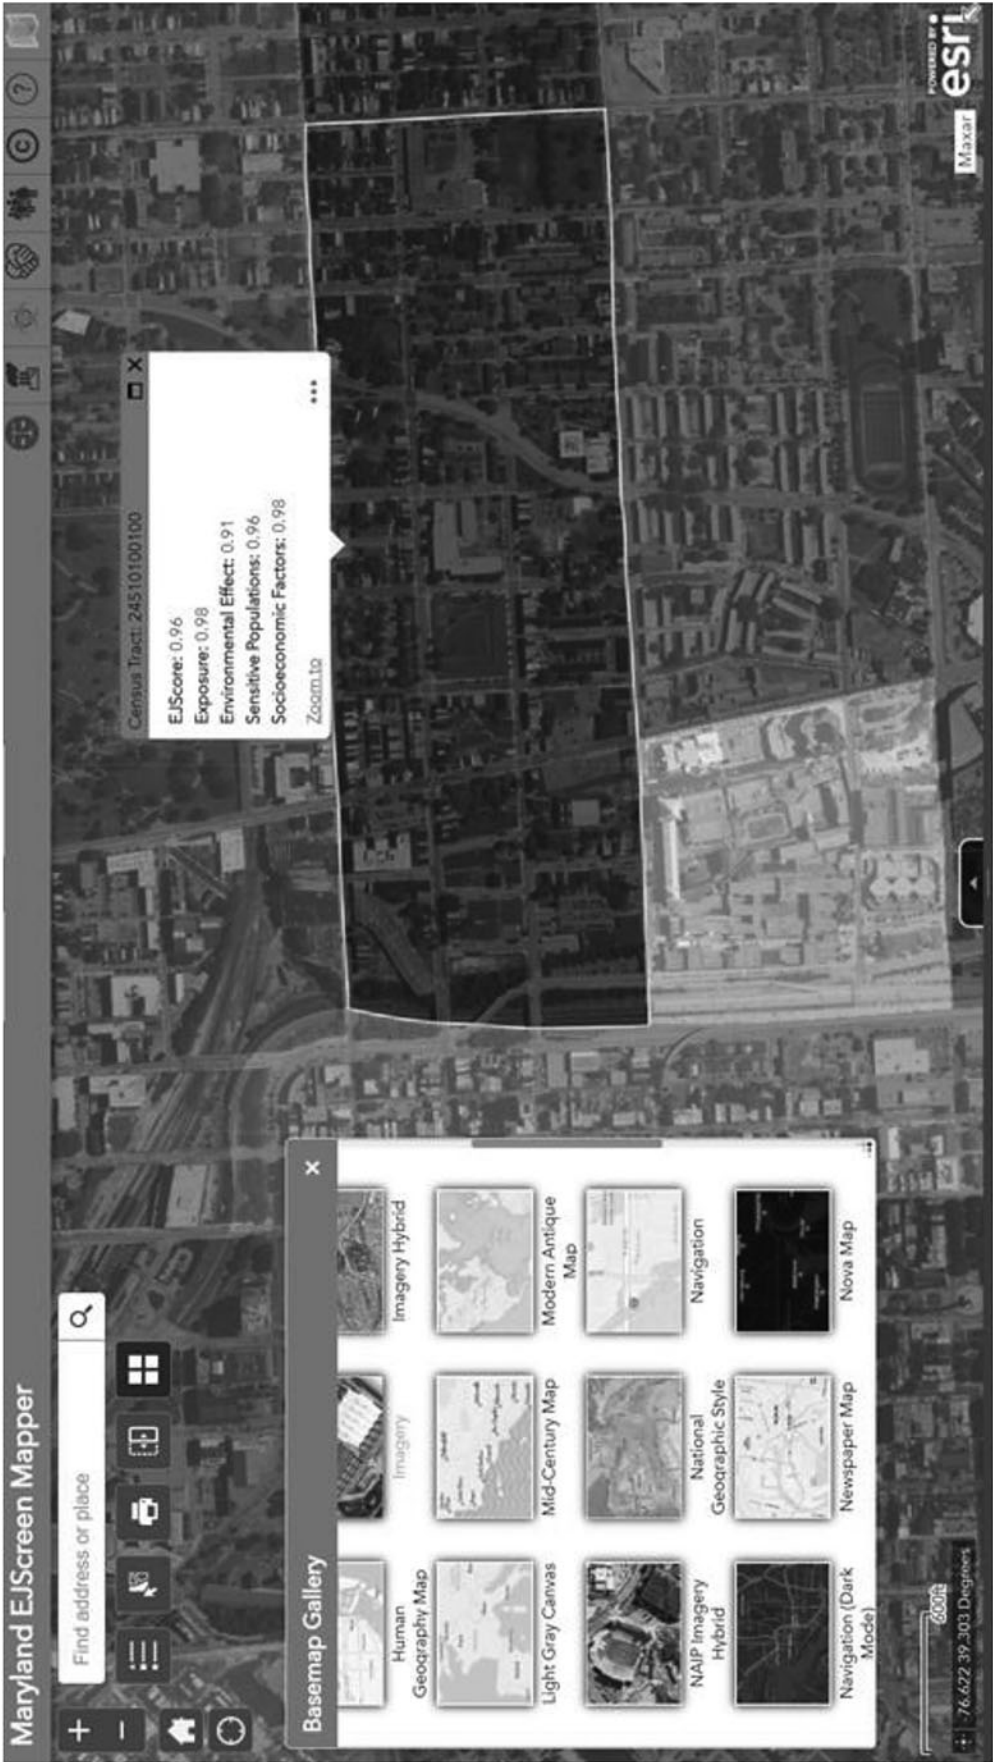 Maryland EJScreen Mapper
Find address or place
Census Tract: 24510100100
EJScore: 0.96
Exposure: 0.98
Environmental Effect: 0.91
Sensitive Populations: 0.96
Socioeconomic Factors: 0.98
Zoom to
Basemap Gallery
Human
Geography Map
Imagery
Imagery Hybrid
Light Gray Canvas
Mid-Century Map
Modern Antique
Map
NAIP Imagery
Hybrid
National
Geographic Style
Navigation
Navigation (Dark
Mode)
Newspaper Map
Nova Map
600ft
-76.622 39.303 Degrees
Maxar
POWERED BY
esri